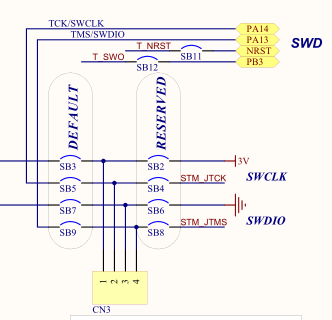 TCK/SWCLK
PA14
TMS/SWDIO
PA13
SWD
T_NRST
NRST
SB11
T_SWO
PB3
SB12
DEFAULT
RESERVED
SB3
SB2
3V
SB5
SB4
STM_JTCK
SWCLK
SB7
SB6
SWDIO
SB9
SB8
STM_JTMS
1
2
3
4
CN3